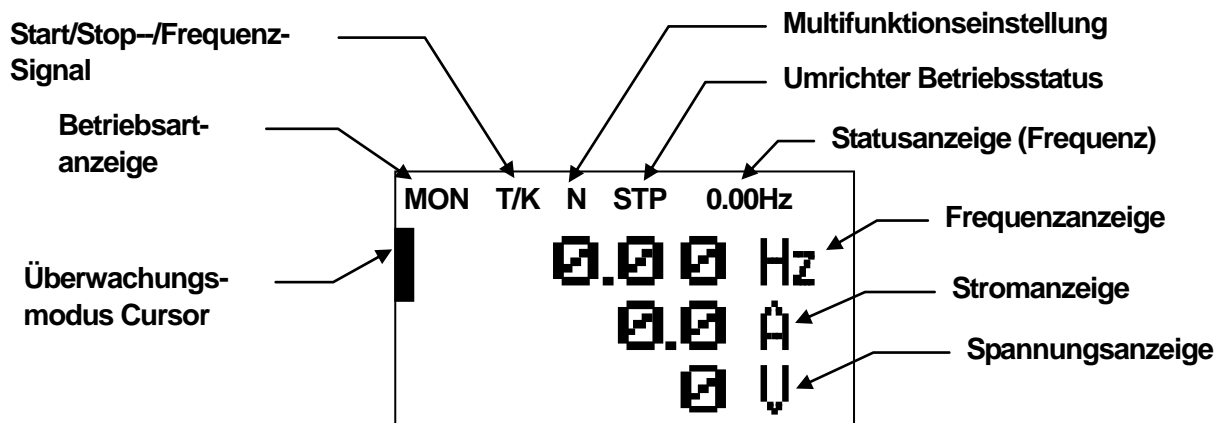 Start/Stop--/Frequenz-
Signal
Multifunktionseinstellung
Umrichter Betriebsstatus
Betriebsart-
anzeige
Statusanzeige (Frequenz)
MON T/K N STP 0.00Hz
Frequenzanzeige
0.00 Hz
Überwachungs-
modus Cursor
Stromanzeige
0.0 A
Spannungsanzeige
0 V